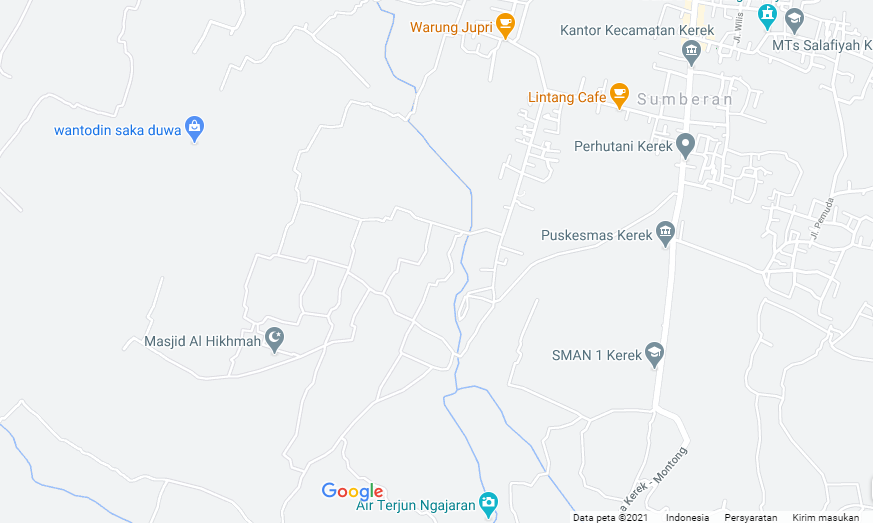 Warung Jupri
Kantor Kecamatan Kerek
Jl. Wilis
MTs Salafiyah K
Lintang Cafe
Sumberan
wantodin saka duwa
Perhutani Kerek
Jl. Pemuda
Puskesmas Kerek
Masjid Al Hikhmah
SMAN 1 Kerek
a Kerek - Montong
Google
Air Terjun Ngajaran
Data peta ©2021 Indonesia Persyaratan Kirim masukan